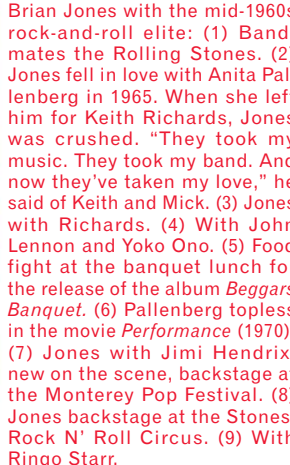 Brian Jones with the mid-1960s
rock-and-roll elite: (1) Band-
mates the Rolling Stones. (2)
Jones fell in love with Anita Pal-
lenberg in 1965. When she left
him for Keith Richards, Jones
was crushed. “They took my
music. They took my band. And
now they’ve taken my love,” he
said of Keith and Mick. (3) Jones
with Richards. (4) With John
Lennon and Yoko Ono. (5) Food
fight at the banquet lunch for
the release of the album Beggars
Banquet. (6) Pallenberg topless
in the movie Performance (1970).
(7) Jones with Jimi Hendrix,
new on the scene, backstage at
the Monterey Pop Festival. (8)
Jones backstage at the Stones’
Rock N’ Roll Circus. (9) With
Ringo Starr.